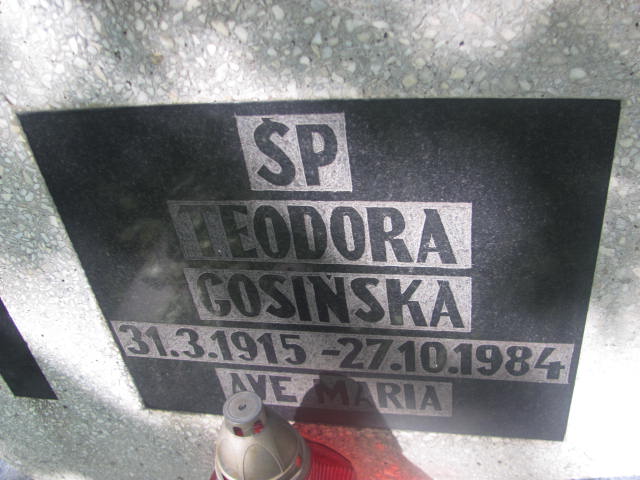 ŚP
TEODORA
GOSIŃSKA
31.3.1915 - 27.10.1984
AVE MARIA